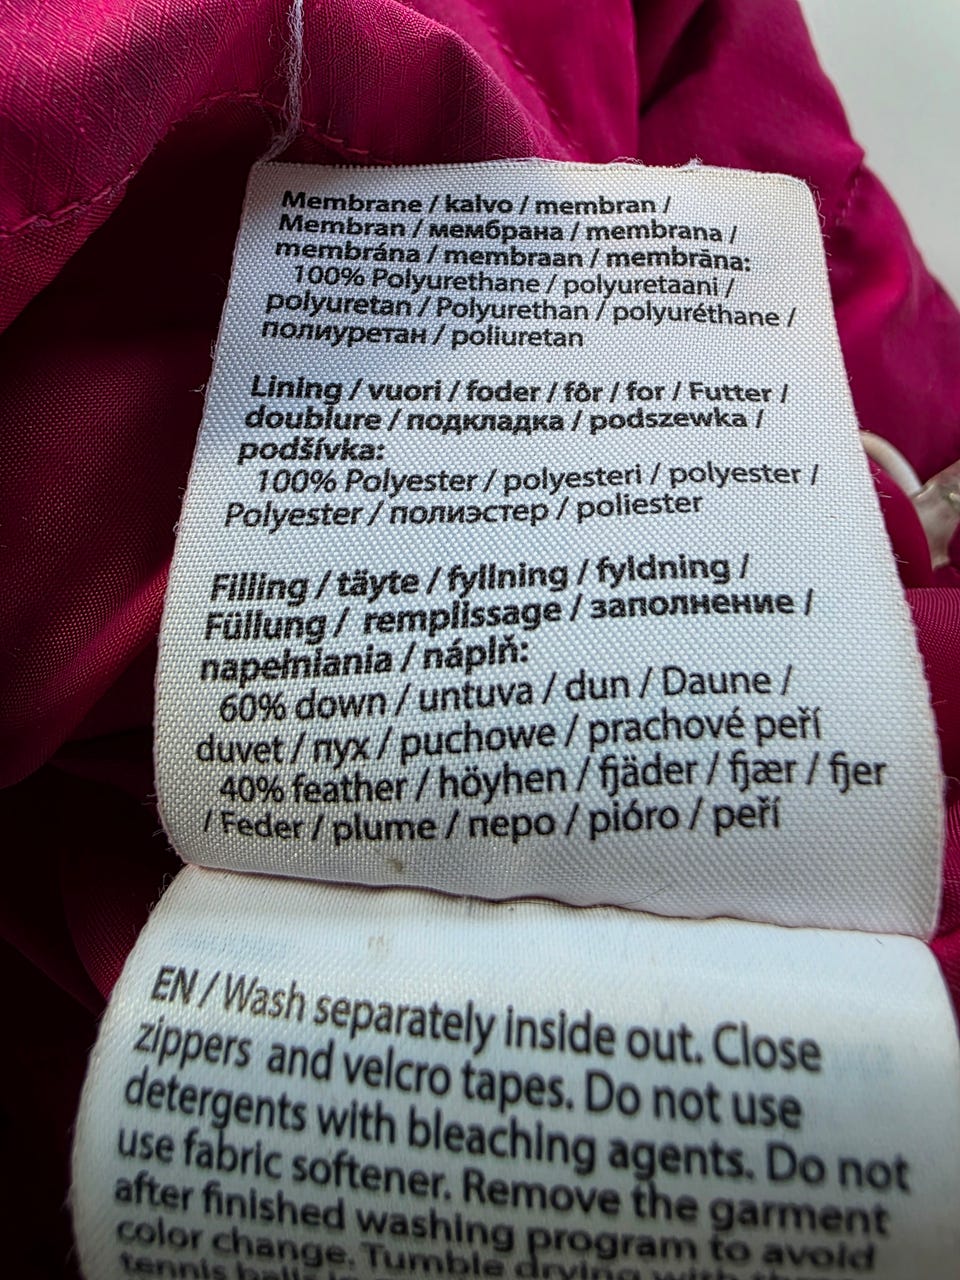 Membrane / kalvo / membran /
Membran / мембрана / membrana /
membrána / membraan / membrāna:
100% Polyurethane / polyuretaani /
polyuretan / Polyurethan / polyuréthane /
полиуретан / poliuretan
Lining / vuori / foder / fôr / for / Futter /
doublure / подкладка / podszewka /
podšívka:
100% Polyester / polyesteri / polyester /
Polyester / полиэстер / poliester
Filling / täyte / fyllning / fyldning /
Füllung / remplissage / заполнение /
napełniania / náplň:
60% down / untuva / dun / Daune /
duvet / пух / puchowe / prachové peří
40% feather / höyhen / fjäder / fjær / fjer
/ Feder / plume / перо / pióro / peří
EN / Wash separately inside out. Close
zippers and velcro tapes. Do not use
detergents with bleaching agents. Do not
use fabric softener. Remove the garment
after finished washing program to avoid
color change. Tumble drying with
tennis balls